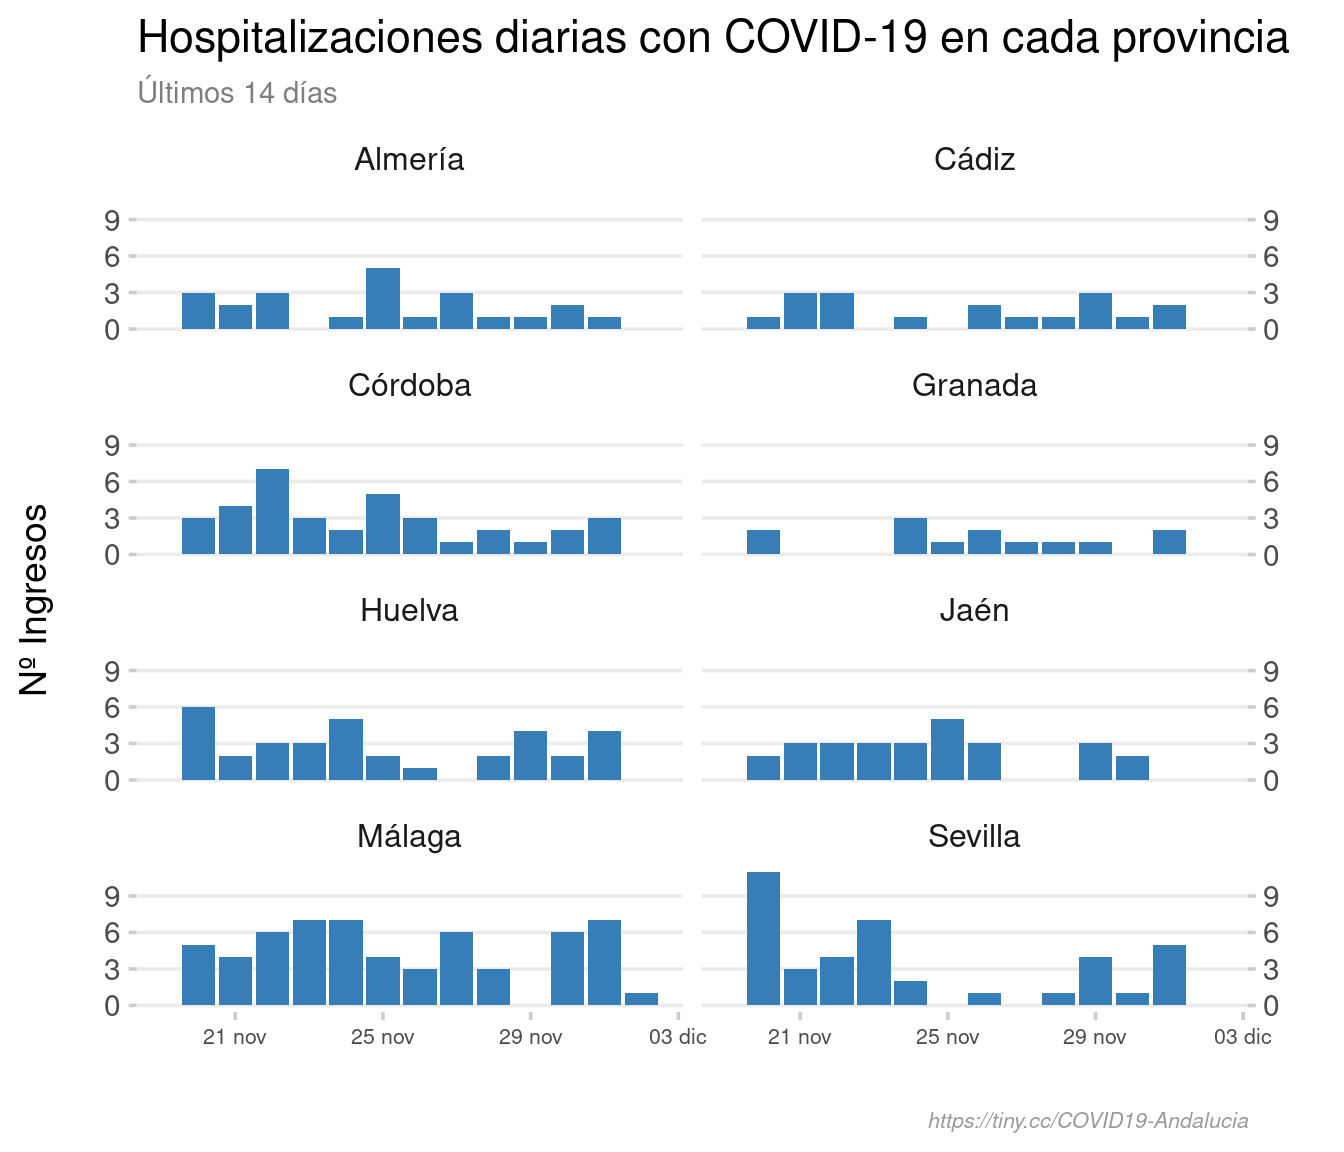 Hospitalizaciones diarias con COVID-19 en cada provincia
Últimos 14 días
Almería
Cádiz
9
6
3
0
9
6
3
0
Córdoba
Granada
9
6
3
0
9
6
3
0
Nº Ingresos
Huelva
Jaén
9
6
3
0
9
6
3
0
Málaga
Sevilla
9
6
3
0
9
6
3
0
21 nov 25 nov 29 nov 03 dic
21 nov 25 nov 29 nov 03 dic
https://tiny.cc/COVID19-Andalucia